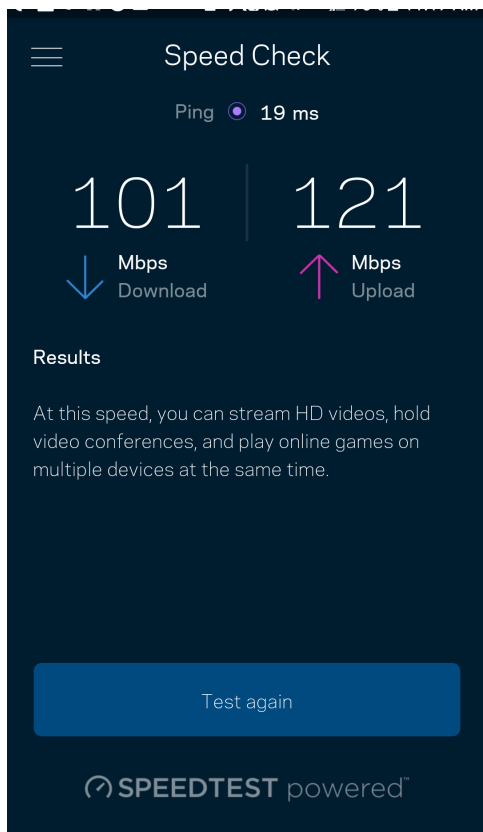 Speed Check
Ping 19 ms
101 121
Mbps Mbps
Download Upload
Results
At this speed, you can stream HD videos, hold
video conferences, and play online games on
multiple devices at the same time.
Test again
SPEEDTEST powered™